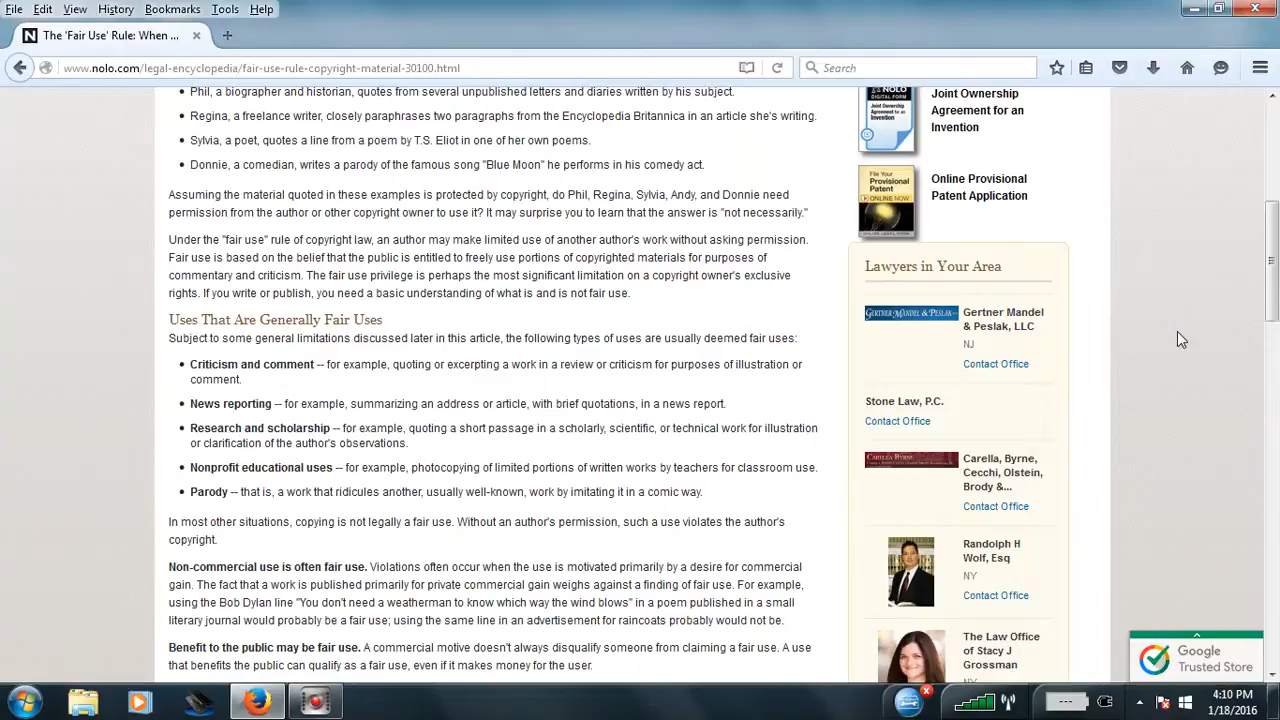 File Edit View History Bookmarks Tools Help
The 'Fair Use' Rule: When ...
www.nolo.com/legal-encyclopedia/fair-use-rule-copyright-material-30100.html
Search
Phil, a biographer and historian, quotes from several unpublished letters and diaries written by his subject.
Regina, a freelance writer, closely paraphrases two paragraphs from the Encyclopedia Britannica in an article she's writing.
Sylvia, a poet, quotes a line from a poem by T.S. Eliot in one of her own poems.
Donnie, a comedian, writes a parody of the famous song "Blue Moon" he performs in his comedy act.
Assuming the material quoted in these examples is protected by copyright, do Phil, Regina, Sylvia, Andy, and Donnie need
permission from the author or other copyright owner to use it? It may surprise you to learn that the answer is "not necessarily."
Under the "fair use" rule of copyright law, an author may make limited use of another author's work without asking permission.
Fair use is based on the belief that the public is entitled to freely use portions of copyrighted materials for purposes of
commentary and criticism. The fair use privilege is perhaps the most significant limitation on a copyright owner's exclusive
rights. If you write or publish, you need a basic understanding of what is and is not fair use.
Uses That Are Generally Fair Uses
Subject to some general limitations discussed later in this article, the following types of uses are usually deemed fair uses:
Criticism and comment -- for example, quoting or excerpting a work in a review or criticism for purposes of illustration or
comment.
News reporting -- for example, summarizing an address or article, with brief quotations, in a news report.
Research and scholarship -- for example, quoting a short passage in a scholarly, scientific, or technical work for illustration
or clarification of the author's observations.
Nonprofit educational uses -- for example, photocopying of limited portions of written works by teachers for classroom use.
Parody -- that is, a work that ridicules another, usually well-known, work by imitating it in a comic way.
In most other situations, copying is not legally a fair use. Without an author's permission, such a use violates the author's
copyright.
Non-commercial use is often fair use. Violations often occur when the use is motivated primarily by a desire for commercial
gain. The fact that a work is published primarily for private commercial gain weighs against a finding of fair use. For example,
using the Bob Dylan line "You don't need a weatherman to know which way the wind blows" in a poem published in a small
literary journal would probably be a fair use; using the same line in an advertisement for raincoats probably would not be.
Benefit to the public may be fair use. A commercial motive doesn't always disqualify someone from claiming a fair use. A use
that benefits the public can qualify as a fair use, even if it makes money for the user.
NOLO
DIGITAL FORM
Joint Ownership
Agreement for an
Invention
Joint Ownership
Agreement for an
Invention
File Your
Provisional
Patent
ONLINE NOW
Online Provisional
Patent Application
Lawyers in Your Area
GERTNER MANDEL & PESLAK
Gertner Mandel
& Peslak, LLC
NJ
Contact Office
Stone Law, P.C.
Contact Office
CARELLA BYRNE
Carella, Byrne,
Cecchi, Olstein,
Brody &...
Contact Office
Randolph H
Wolf, Esq
NY
Contact Office
The Law Office
of Stacy J
Grossman
NY
Google
Trusted Store
4:10 PM
1/18/2016